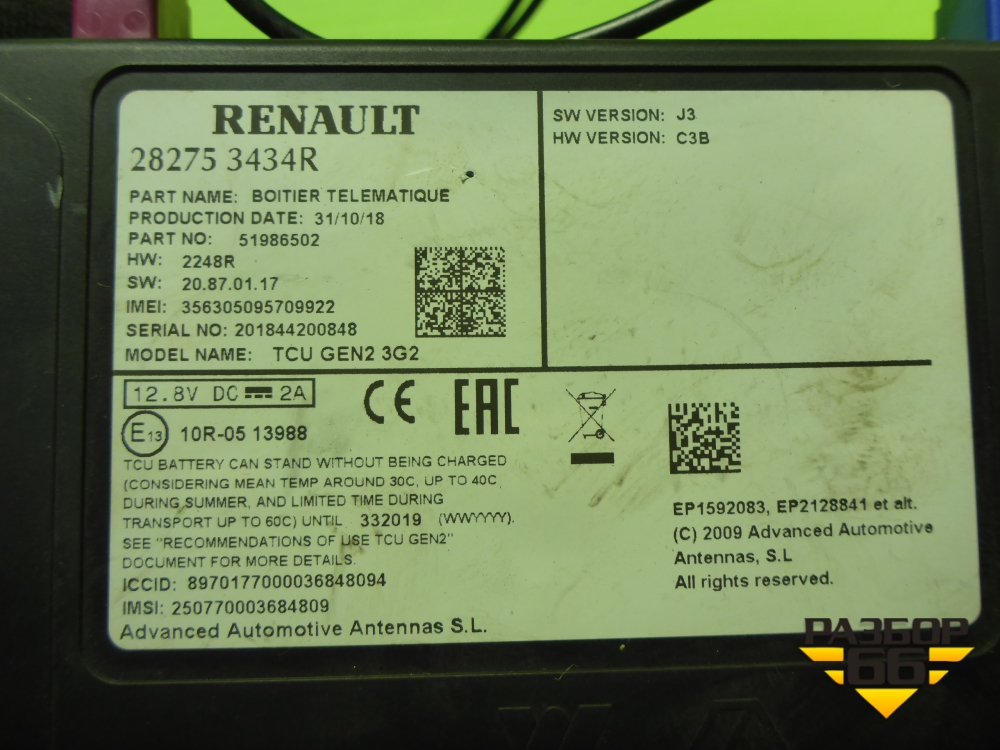 RENAULT
28275 3434R
PART NAME: BOITIER TELEMATIQUE
PRODUCTION DATE: 31/10/18
PART NO: 51986502
HW: 2248R
SW: 20.87.01.17
IMEI: 356305095709922
SERIAL NO: 201844200848
MODEL NAME: TCU GEN2 3G2
SW VERSION: J3
HW VERSION: C3B
12.8V DC 2A
CE EAC
E13 10R-05 13988
TCU BATTERY CAN STAND WITHOUT BEING CHARGED
(CONSIDERING MEAN TEMP AROUND 30C, UP TO 40C
DURING SUMMER, AND LIMITED TIME DURING
TRANSPORT UP TO 60C) UNTIL 332019 (WWYYYY).
SEE "RECOMMENDATIONS OF USE TCU GEN2"
DOCUMENT FOR MORE DETAILS.
ICCID: 8970177000036848094
IMSI: 250770003684809
Advanced Automotive Antennas S.L.
EP1592083, EP2128841 et alt.
(C) 2009 Advanced Automotive
Antennas, S.L
All rights reserved.
РАЗБОР
66